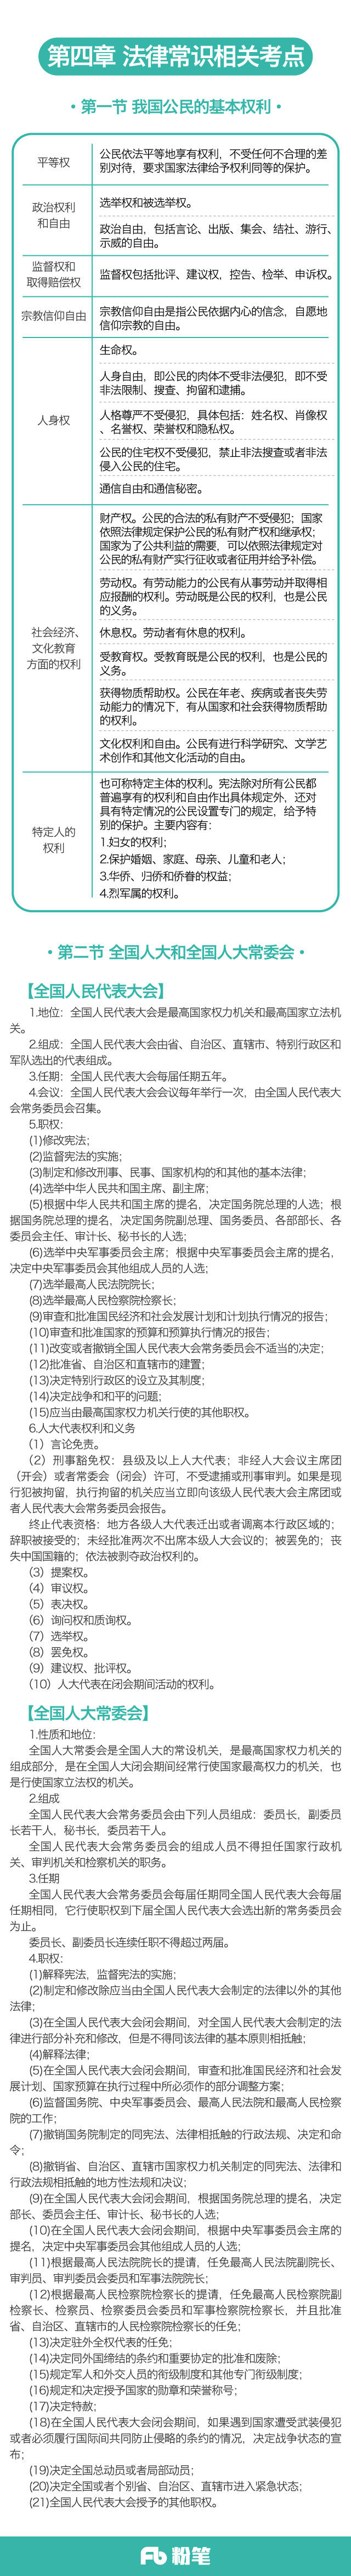 第四章 法律常识相关考点
·第一节 我国公民的基本权利·
平等权
公民依法平等地享有权利，不受任何不合理的差
别对待，要求国家法律给予权利同等的保护。
政治权利
和自由
选举权和被选举权。
政治自由，包括言论、出版、集会、结社、游行、
示威的自由。
监督权和
取得赔偿权
监督权包括批评、建议权，控告、检举、申诉权。
宗教信仰自由
宗教信仰自由是指公民依据内心的信念，自愿地
信仰宗教的自由。
人身权
生命权。
人身自由，即公民的肉体不受非法侵犯，即不受
非法限制、搜查、拘留和逮捕。
人格尊严不受侵犯，具体包括：姓名权、肖像权
、名誉权、荣誉权和隐私权。
公民的住宅权不受侵犯，禁止非法搜查或者非法
侵入公民的住宅。
通信自由和通信秘密。
社会经济、
文化教育
方面的权利
财产权。公民的合法的私有财产不受侵犯；国家
依照法律规定保护公民的私有财产权和继承权；
国家为了公共利益的需要，可以依照法律规定对
公民的私有财产实行征收或者征用并给予补偿。
劳动权。有劳动能力的公民有从事劳动并取得相
应报酬的权利。劳动既是公民的权利，也是公民
的义务。
休息权。劳动者有休息的权利。
受教育权。受教育既是公民的权利，也是公民的
义务。
获得物质帮助权。公民在年老、疾病或者丧失劳
动能力的情况下，有从国家和社会获得物质帮助
的权利。
文化权利和自由。公民有进行科学研究、文学艺
术创作和其他文化活动的自由。
特定人的
权利
也可称特定主体的权利。宪法除对所有公民都
普遍享有的权利和自由作出具体规定外，还对
具有特定情况的公民设置专门的规定，给予特
别的保护。主要内容有：
1.妇女的权利；
2.保护婚姻、家庭、母亲、儿童和老人；
3.华侨、归侨和侨眷的权益；
4.烈军属的权利。
·第二节 全国人大和全国人大常委会·
【全国人民代表大会】
1.地位：全国人民代表大会是最高国家权力机关和最高国家立法机
关。
2.组成：全国人民代表大会由省、自治区、直辖市、特别行政区和
军队选出的代表组成。
3.任期：全国人民代表大会每届任期五年。
4.会议：全国人民代表大会会议每年举行一次，由全国人民代表大
会常务委员会召集。
5.职权：
(1)修改宪法；
(2)监督宪法的实施；
(3)制定和修改刑事、民事、国家机构的和其他的基本法律；
(4)选举中华人民共和国主席、副主席；
(5)根据中华人民共和国主席的提名，决定国务院总理的人选；根
据国务院总理的提名，决定国务院副总理、国务委员、各部部长、各
委员会主任、审计长、秘书长的人选；
(6)选举中央军事委员会主席；根据中央军事委员会主席的提名，
决定中央军事委员会其他组成人员的人选；
(7)选举最高人民法院院长；
(8)选举最高人民检察院检察长；
(9)审查和批准国民经济和社会发展计划和计划执行情况的报告；
(10)审查和批准国家的预算和预算执行情况的报告；
(11)改变或者撤销全国人民代表大会常务委员会不适当的决定；
(12)批准省、自治区和直辖市的建置；
(13)决定特别行政区的设立及其制度；
(14)决定战争和和平的问题；
(15)应当由最高国家权力机关行使的其他职权。
6.人大代表权利和义务
（1）言论免责。
（2）刑事豁免权：县级及以上人大代表；非经人大会议主席团
（开会）或者常委会（闭会）许可，不受逮捕或刑事审判。如果是现
行犯被拘留，执行拘留的机关应当立即向该级人民代表大会主席团或
者人民代表大会常务委员会报告。
终止代表资格：地方各级人大代表迁出或者调离本行政区域的；
辞职被接受的；未经批准两次不出席本级人大会议的；被罢免的；丧
失中国国籍的；依法被剥夺政治权利的。
（3）提案权。
（4）审议权。
（5）表决权。
（6）询问权和质询权。
（7）选举权。
（8）罢免权。
（9）建议权、批评权。
（10）人大代表在闭会期间活动的权利。
【全国人大常委会】
1.性质和地位：
全国人大常委会是全国人大的常设机关，是最高国家权力机关的
组成部分，是在全国人大闭会期间经常行使国家最高权力的机关，也
是行使国家立法权的机关。
2.组成
全国人民代表大会常务委员会由下列人员组成：委员长，副委员
长若干人，秘书长，委员若干人。
全国人民代表大会常务委员会的组成人员不得担任国家行政机
关、审判机关和检察机关的职务。
3.任期
全国人民代表大会常务委员会每届任期同全国人民代表大会每届
任期相同，它行使职权到下届全国人民代表大会选出新的常务委员会
为止。
委员长、副委员长连续任职不得超过两届。
4.职权：
(1)解释宪法，监督宪法的实施；
(2)制定和修改除应当由全国人民代表大会制定的法律以外的其他
法律；
(3)在全国人民代表大会闭会期间，对全国人民代表大会制定的法
律进行部分补充和修改，但是不得同该法律的基本原则相抵触；
(4)解释法律；
(5)在全国人民代表大会闭会期间，审查和批准国民经济和社会发
展计划、国家预算在执行过程中所必须作的部分调整方案；
(6)监督国务院、中央军事委员会、最高人民法院和最高人民检察
院的工作；
(7)撤销国务院制定的同宪法、法律相抵触的行政法规、决定和命
令；
(8)撤销省、自治区、直辖市国家权力机关制定的同宪法、法律和
行政法规相抵触的地方性法规和决议；
(9)在全国人民代表大会闭会期间，根据国务院总理的提名，决定
部长、委员会主任、审计长、秘书长的人选；
(10)在全国人民代表大会闭会期间，根据中央军事委员会主席的
提名，决定中央军事委员会其他组成人员的人选；
(11)根据最高人民法院院长的提请，任免最高人民法院副院长、
审判员、审判委员会委员和军事法院院长；
(12)根据最高人民检察院检察长的提请，任免最高人民检察院副
检察长、检察员、检察委员会委员和军事检察院检察长，并且批准
省、自治区、直辖市的人民检察院检察长的任免；
(13)决定驻外全权代表的任免；
(14)决定同外国缔结的条约和重要协定的批准和废除；
(15)规定军人和外交人员的衔级制度和其他专门衔级制度；
(16)规定和决定授予国家的勋章和荣誉称号；
(17)决定特赦；
(18)在全国人民代表大会闭会期间，如果遇到国家遭受武装侵犯
或者必须履行国际间共同防止侵略的条约的情况，决定战争状态的宣
布；
(19)决定全国总动员或者局部动员；
(20)决定全国或者个别省、自治区、直辖市进入紧急状态；
(21)全国人民代表大会授予的其他职权。
Fb 粉笔